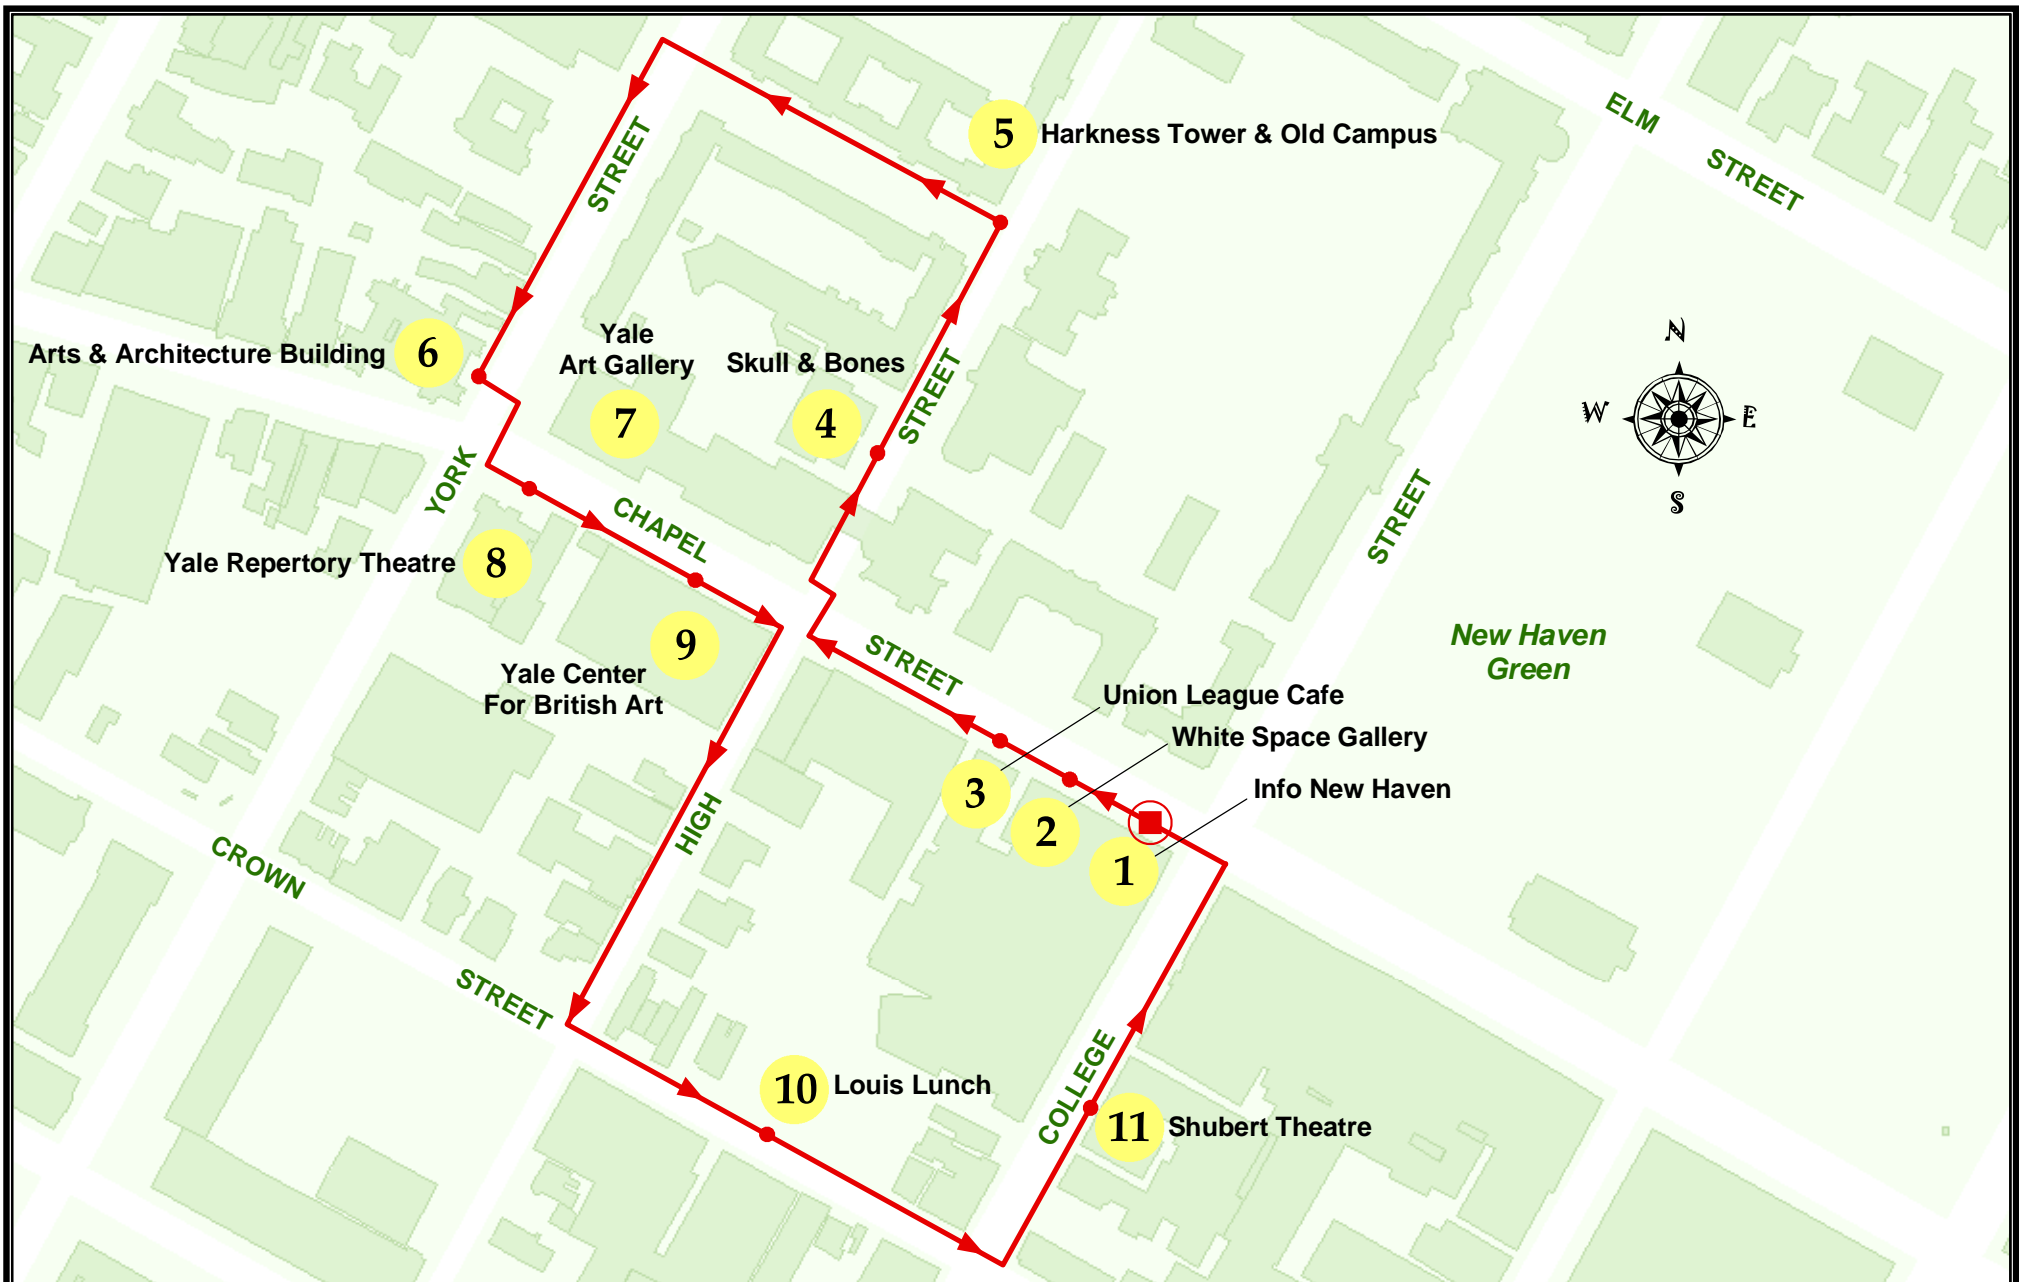 ELM
STREET
5 Harkness Tower & Old Campus
STREET
N
W
E
S
Yale
Art Gallery
Skull & Bones
Arts & Architecture Building 6
7
4
STREET
YORK
CHAPEL
STREET
Yale Repertory Theatre 8
9
Yale Center
For British Art
STREET
New Haven
Green
Union League Cafe
White Space Gallery
Info New Haven
3
2
1
HIGH
CROWN
STREET
COLLEGE
10 Louis Lunch
11 Shubert Theatre